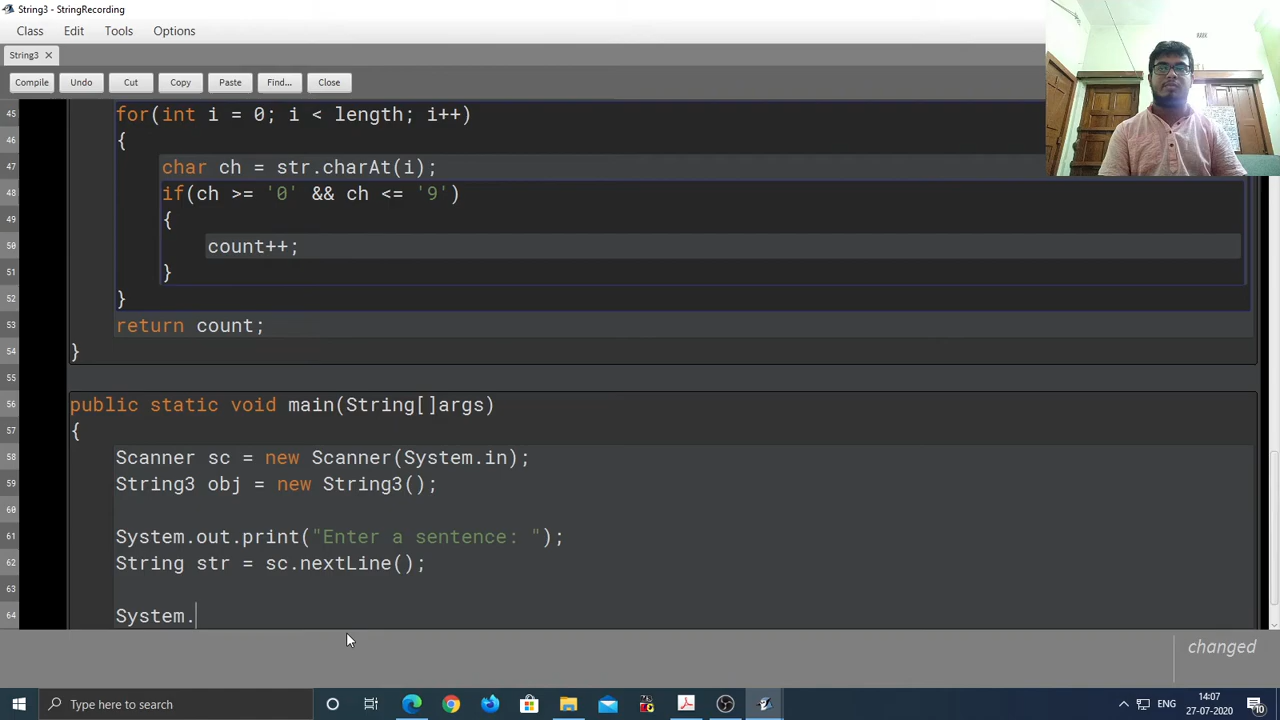 String3 - StringRecording
Class Edit Tools Options
String3
Compile Undo Cut Copy Paste Find... Close
45 for(int i = 0; i < length; i++)
46 {
47 char ch = str.charAt(i);
48 if(ch >= '0' && ch <= '9')
49 {
50 count++;
51 }
52 }
53 return count;
54 }
55
56 public static void main(String[]args)
57 {
58 Scanner sc = new Scanner(System.in);
59 String3 obj = new String3();
60
61 System.out.print("Enter a sentence: ");
62 String str = sc.nextLine();
63
64 System.
changed
Type here to search
ENG
14:07
27-07-2020
10